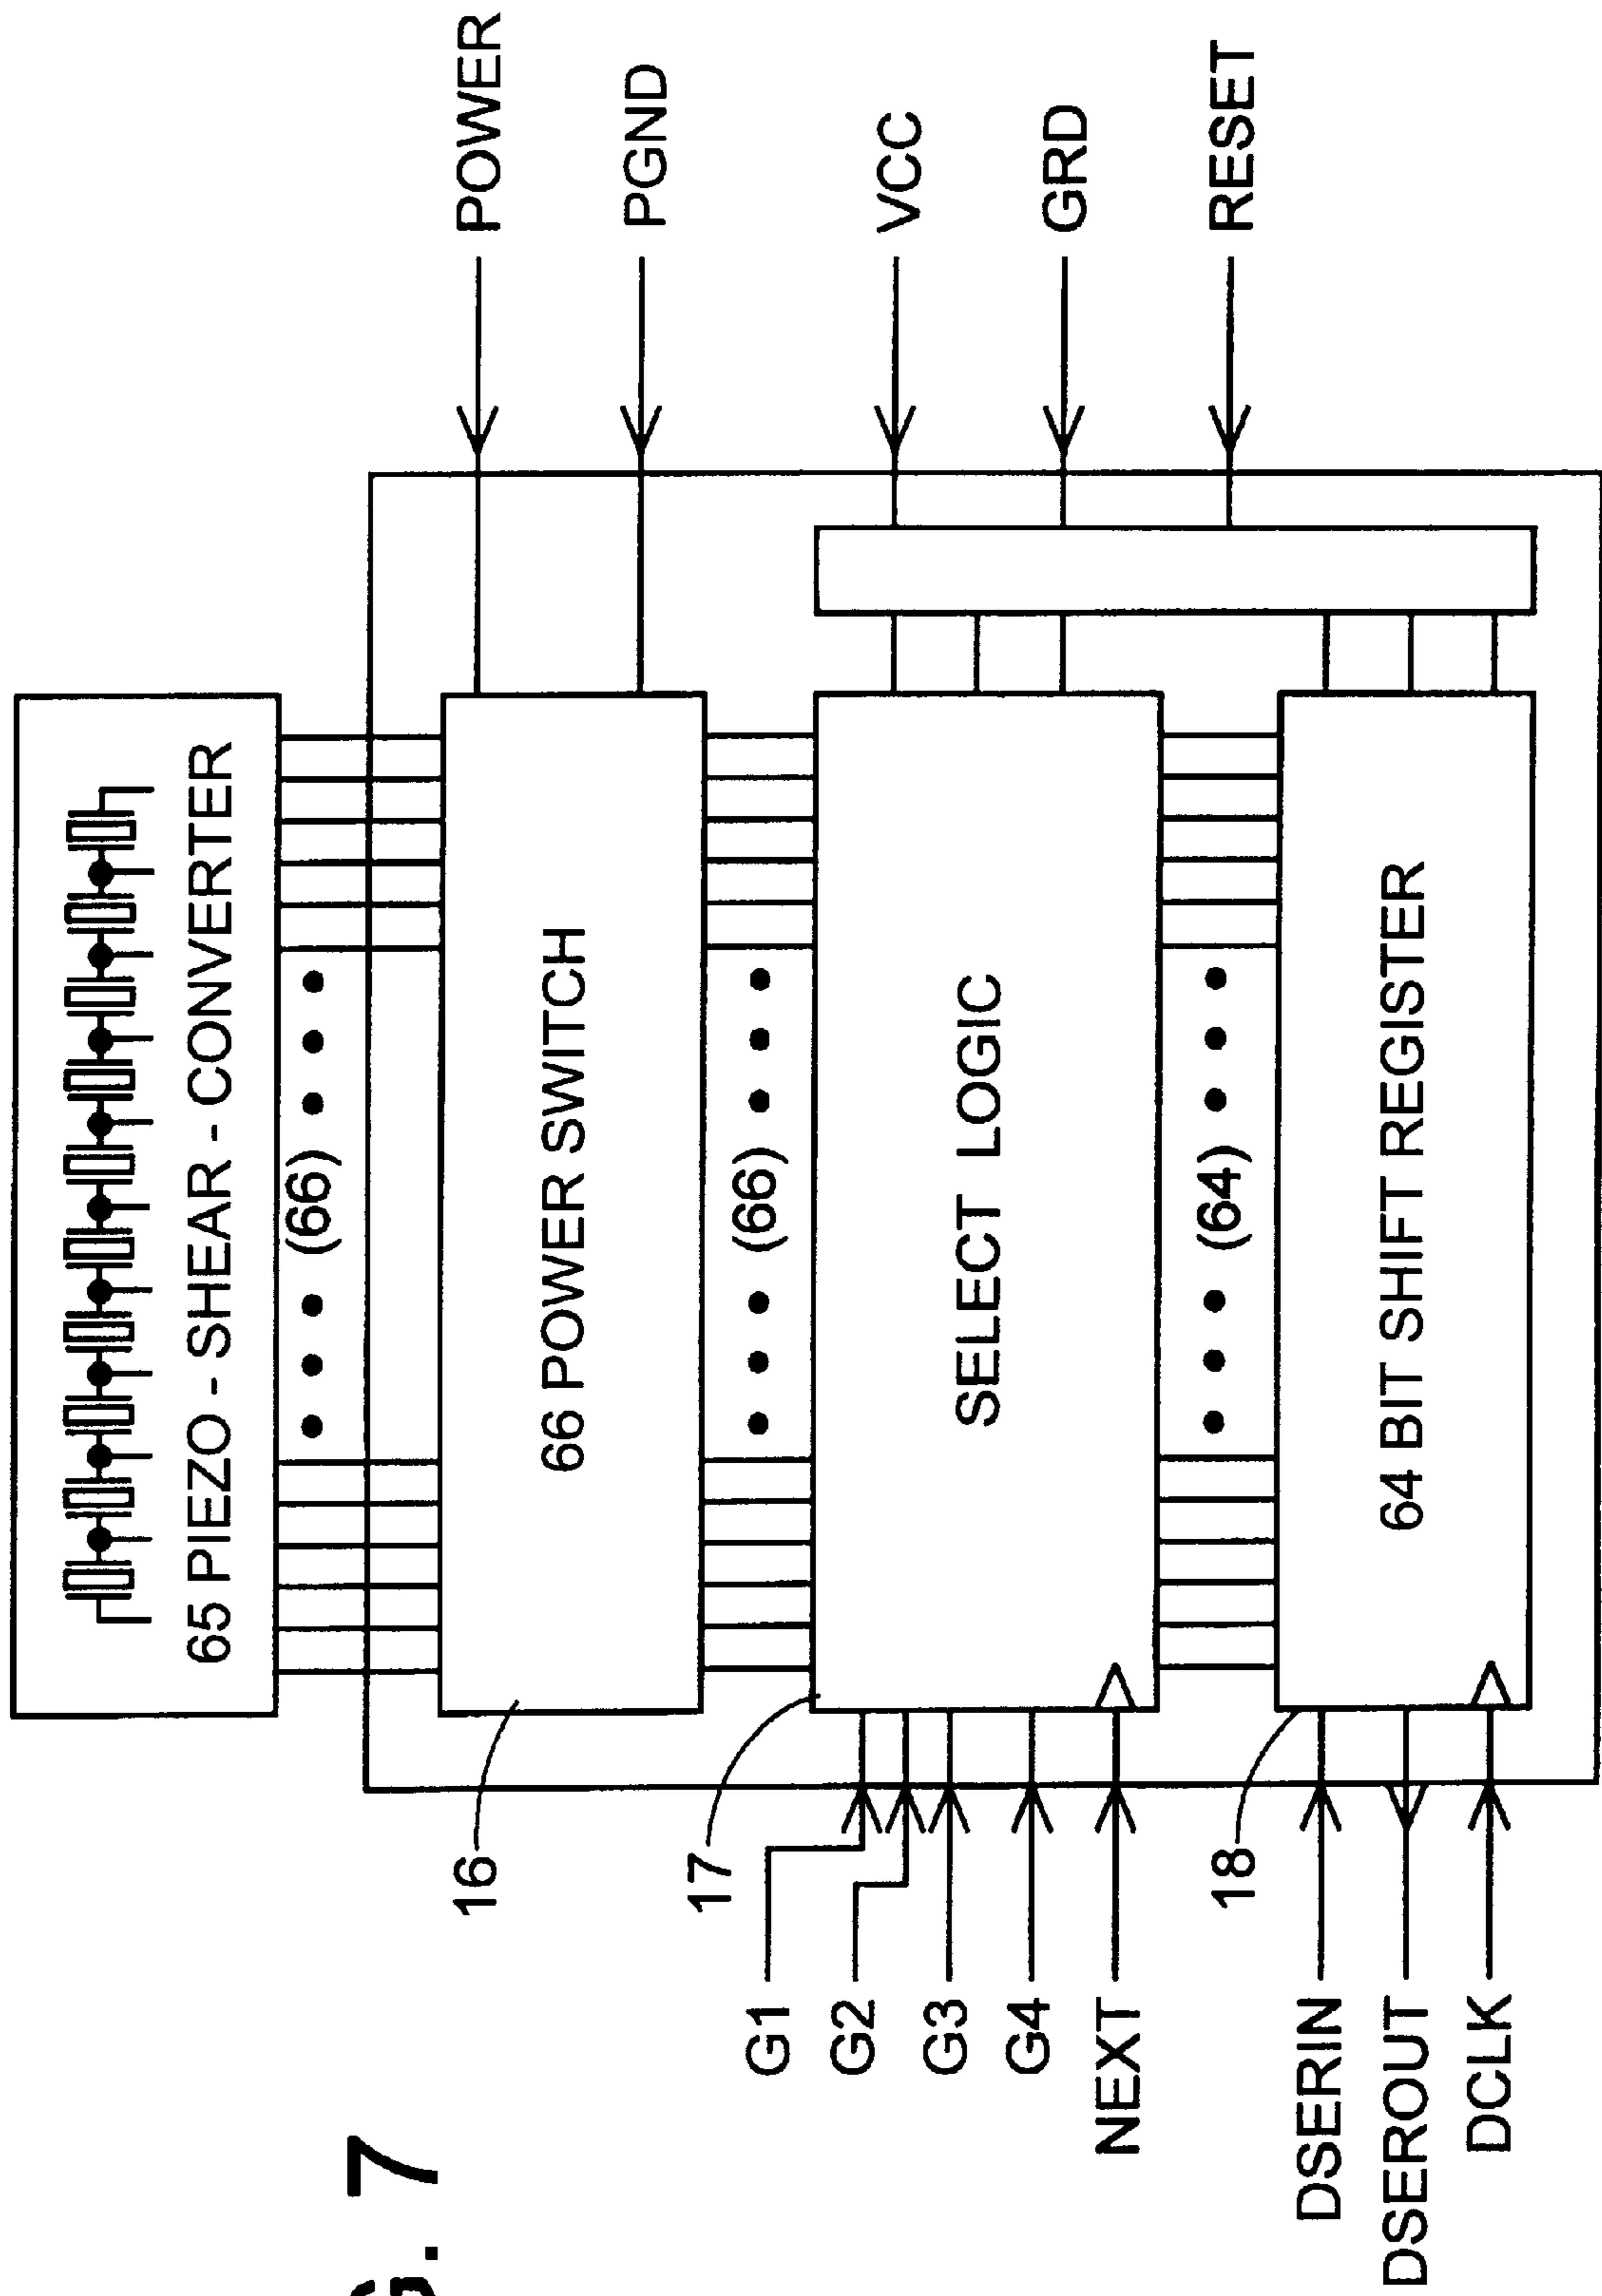 65 PIEZO - SHEAR - CONVERTER
(66)
16
66 POWER SWITCH
POWER
PGND
(66)
17
SELECT LOGIC
G1
G2
G3
G4
NEXT
VCC
GRD
RESET
(64)
18
64 BIT SHIFT REGISTER
DSERIN
DSEROUT
DCLK
G. 7